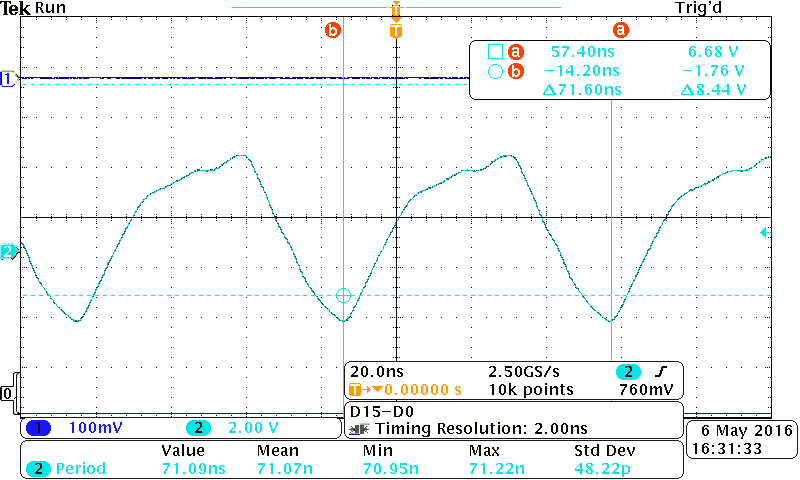 Tek Run T Trig'd
b T a
a 57.40ns 6.68 V
b −14.20ns −1.76 V
Δ71.60ns Δ8.44 V
1
2
0
20.0ns 2.50GS/s 2
T→▼0.00000 s 10k points 760mV
D15-D0
Timing Resolution: 2.00ns
1 100mV 2 2.00 V
6 May 2016
16:31:33
Value Mean Min Max Std Dev
2 Period 71.09ns 71.07n 70.95n 71.22n 48.22p